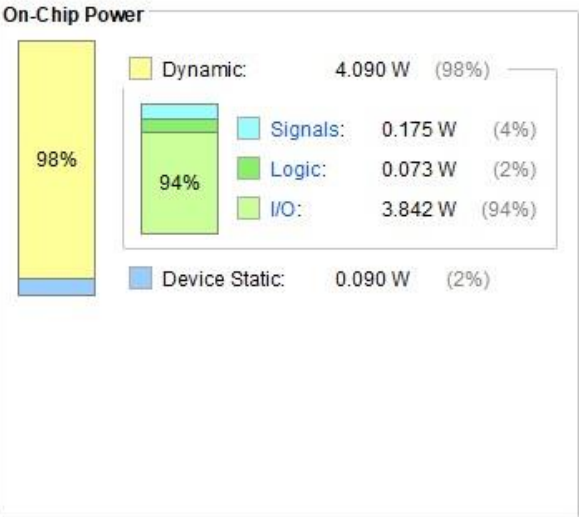 On-Chip Power
Dynamic: 4.090 W (98%)
98%
94%
Signals: 0.175 W (4%)
Logic: 0.073 W (2%)
I/O: 3.842 W (94%)
Device Static: 0.090 W (2%)